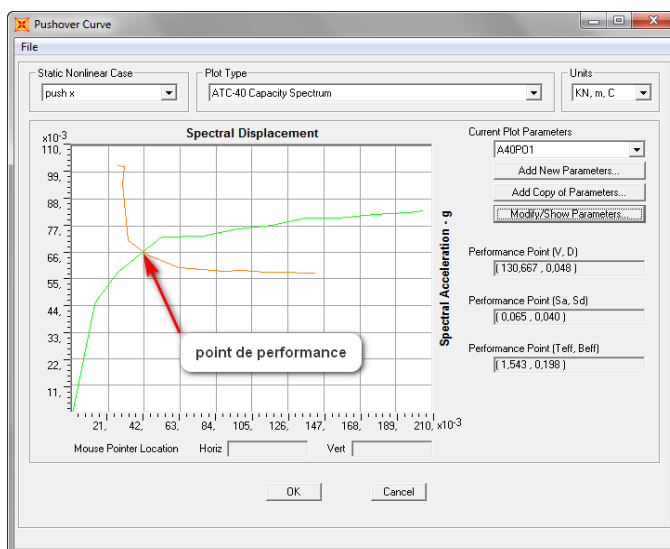 Pushover Curve
File
Static Nonlinear Case
push x
Plot Type
ATC-40 Capacity Spectrum
Units
KN, m, C
x10-3
Spectral Displacement
110,
99,
88,
77,
66,
55,
44,
33,
22,
11,
21, 42, 63, 84, 105, 126, 147, 168, 189, 210, x10-3
Spectral Acceleration - g
point de performance
Mouse Pointer Location Horiz Vert
Current Plot Parameters
A40PO1
Add New Parameters...
Add Copy of Parameters...
Modify/Show Parameters...
Performance Point (V, D)
( 130,667 , 0,048 )
Performance Point (Sa, Sd)
( 0,065 , 0,040 )
Performance Point (Teff, Beff)
( 1,543 , 0,198 )
OK
Cancel